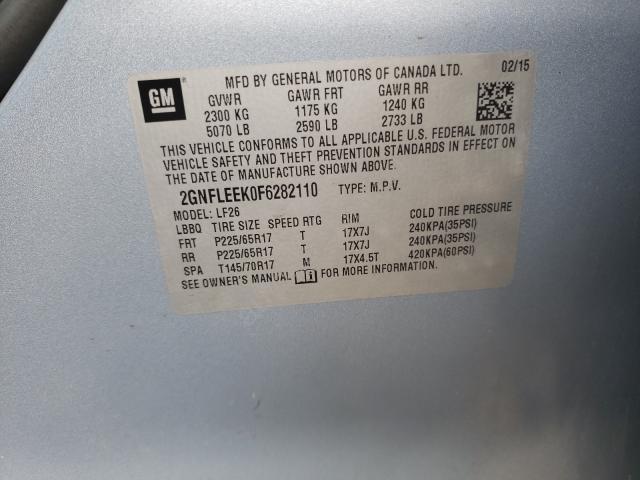 GM
MFD BY GENERAL MOTORS OF CANADA LTD. 02/15
GVWR GAWR FRT GAWR RR
2300 KG 1175 KG 1240 KG
5070 LB 2590 LB 2733 LB
THIS VEHICLE CONFORMS TO ALL APPLICABLE U.S. FEDERAL MOTOR
VEHICLE SAFETY AND THEFT PREVENTION STANDARDS IN EFFECT ON
THE DATE OF MANUFACTURE SHOWN ABOVE.
2GNFLEEK0F6282110 TYPE: M.P.V.
MODEL: LF26
LBBQ TIRE SIZE SPEED RTG RIM COLD TIRE PRESSURE
FRT P225/65R17 T 17X7J 240KPA(35PSI)
RR P225/65R17 T 17X7J 240KPA(35PSI)
SPA T145/70R17 M 17X4.5T 420KPA(60PSI)
SEE OWNER'S MANUAL FOR MORE INFORMATION.